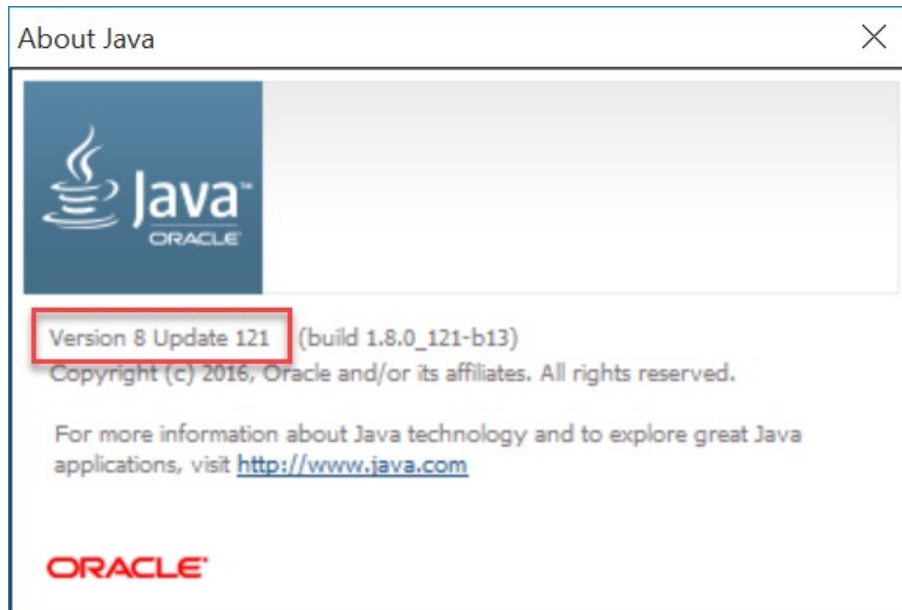 About Java
Java™
ORACLE
Version 8 Update 121 (build 1.8.0_121-b13)
Copyright (c) 2016, Oracle and/or its affiliates. All rights reserved.
For more information about Java technology and to explore great Java
applications, visit http://www.java.com
ORACLE®